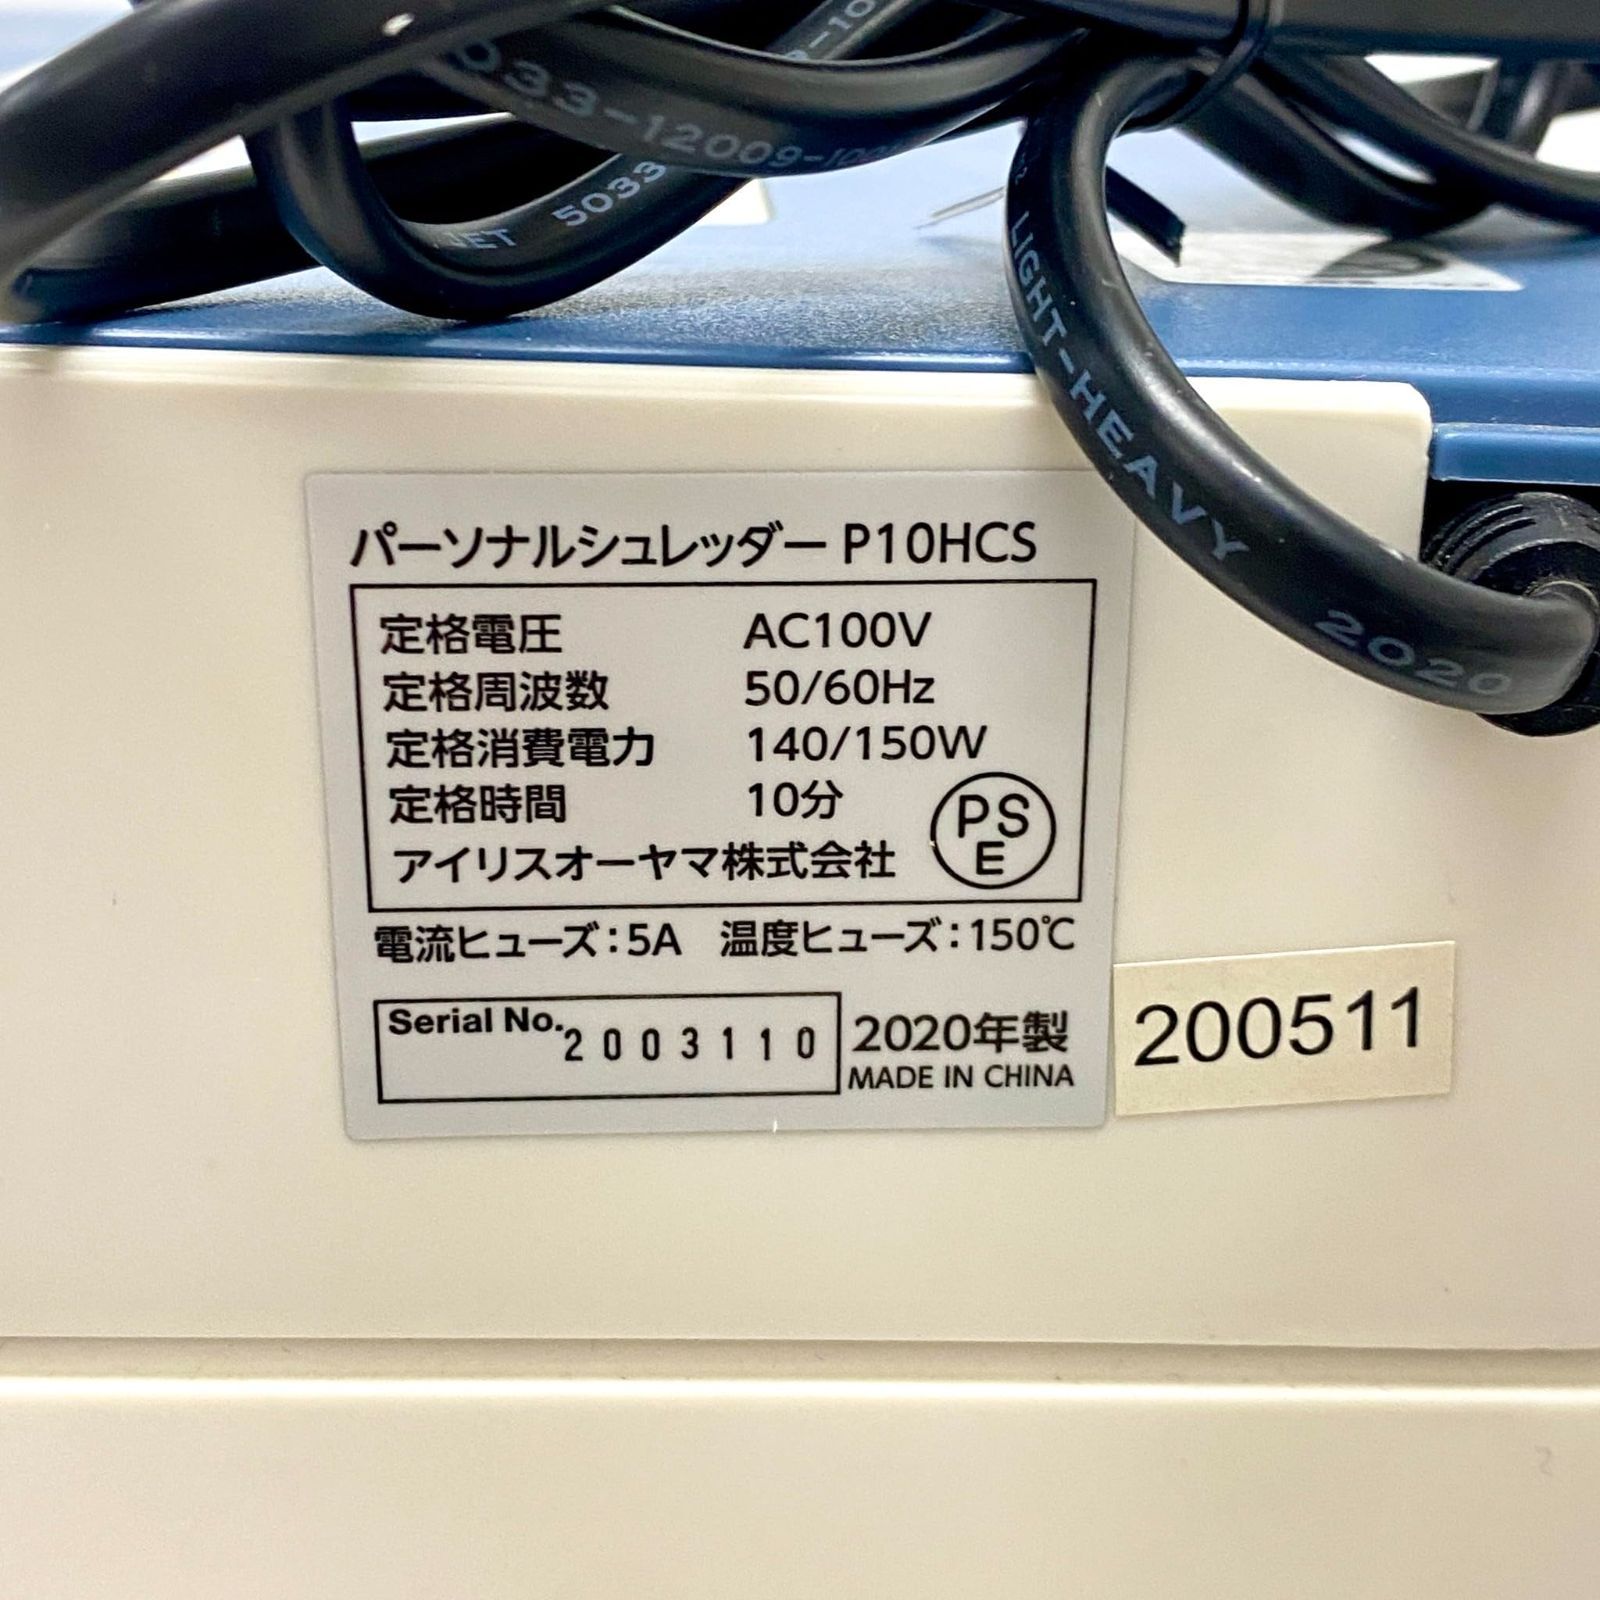 033-12009-100
JET 5033
LIGHT-HEAVY 2020
パーソナルシュレッダー P10HCS
定格電圧 AC100V
定格周波数 50/60Hz
定格消費電力 140/150W
定格時間 10分
アイリスオーヤマ株式会社
PS
E
電流ヒューズ:5A 温度ヒューズ:150℃
Serial No. 2003110
2020年製
MADE IN CHINA
200511